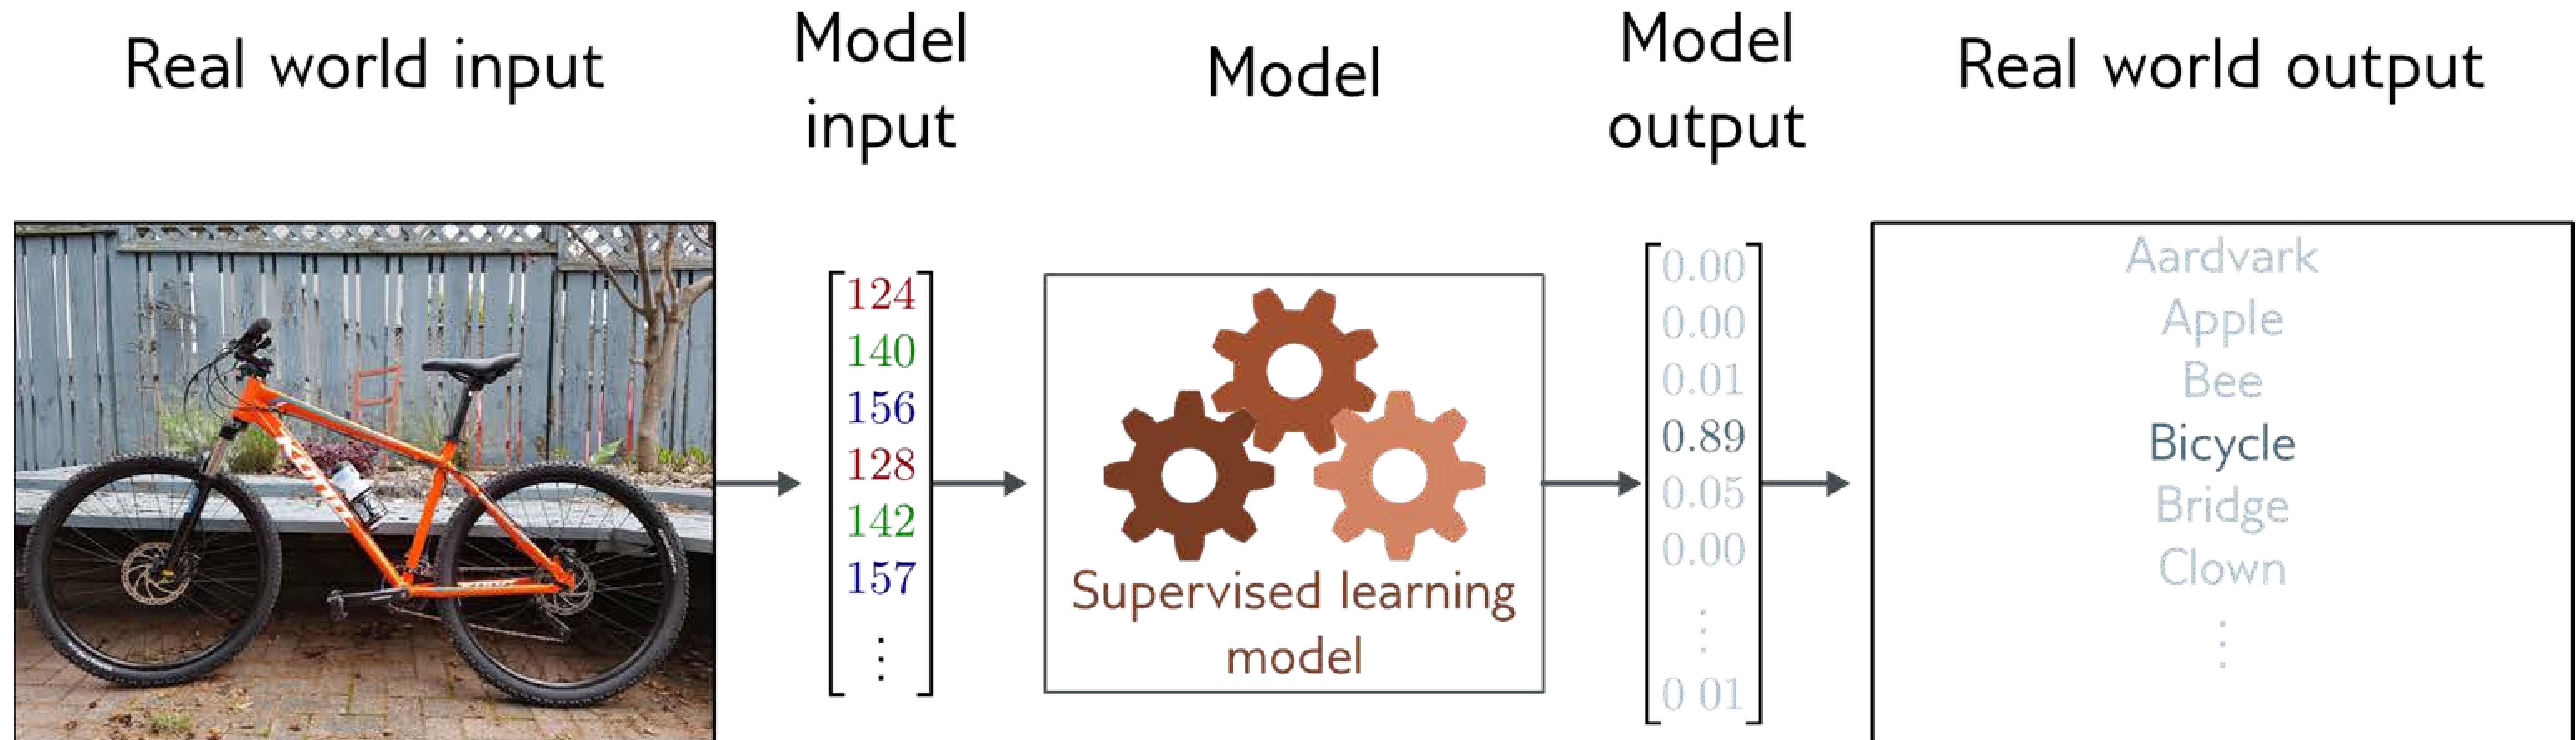 Real world input
Model
input
Model
Model
output
Real world output
124
140
156
128
142
157
⋮
Supervised learning
model
0.00
0.00
0.01
0.89
0.05
0.00
⋮
0 01
Aardvark
Apple
Bee
Bicycle
Bridge
Clown
⋮
KONA